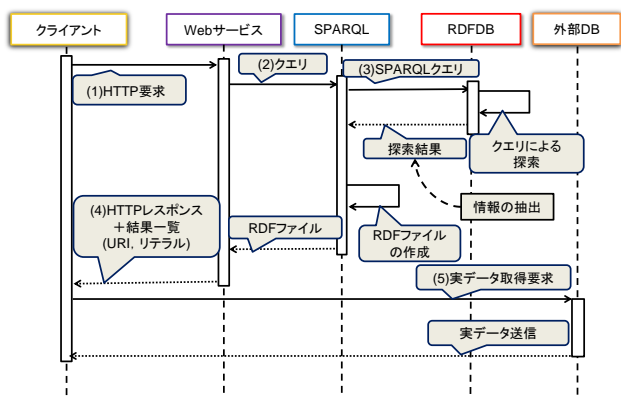 クライアント
Webサービス
SPARQL
RDFDB
外部DB
(1)HTTP要求
(2)クエリ
(3)SPARQLクエリ
探索結果
クエリによる
探索
情報の抽出
RDFファイル
の作成
RDFファイル
(4)HTTPレスポンス
＋結果一覧
(URI, リテラル)
(5)実データ取得要求
実データ送信